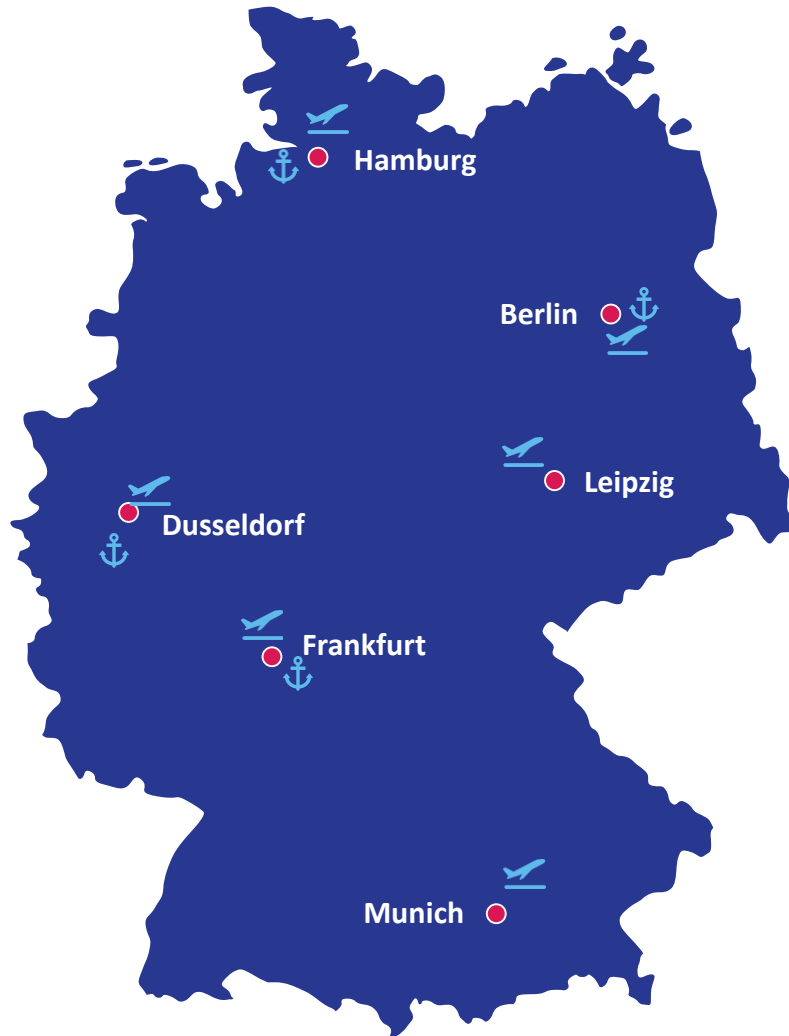 Hamburg
Berlin
Leipzig
Dusseldorf
Frankfurt
Munich